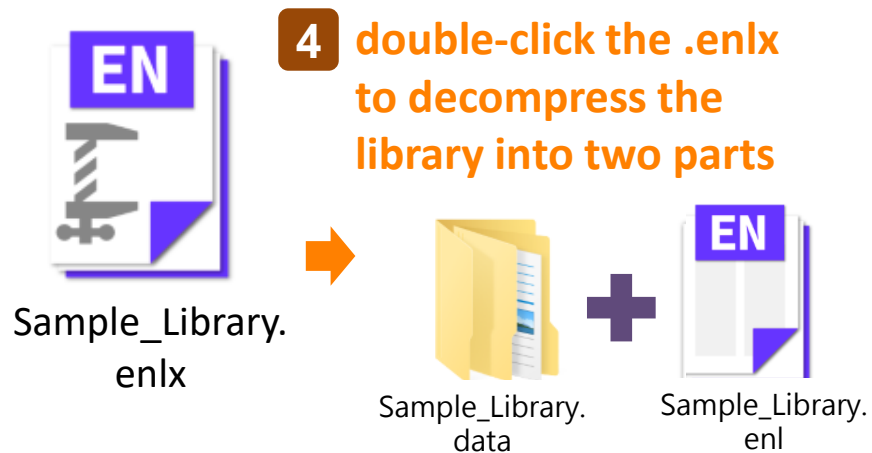 EN
4
double-click the .enlx
to decompress the
library into two parts
Sample_Library.
enlx
EN
Sample_Library.
data
Sample_Library.
enl